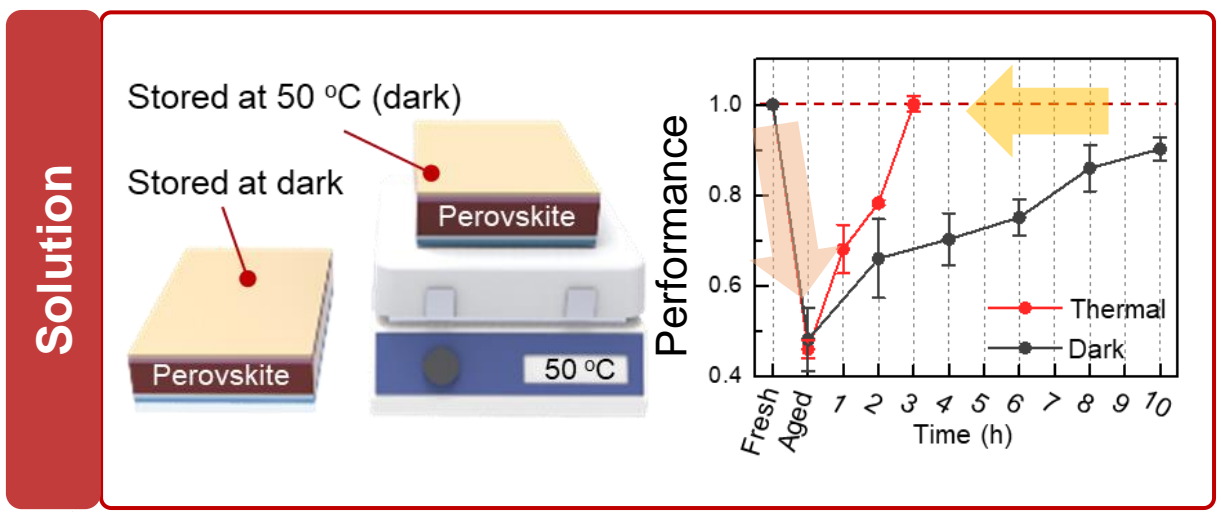 Solution
Stored at 50 °C (dark)
Stored at dark
Perovskite
Perovskite
50 °C
Performance
1.0
0.8
0.6
0.4
Thermal
Dark
Fresh
Aged
1
2
3
4
5
6
7
8
9
10
Time (h)